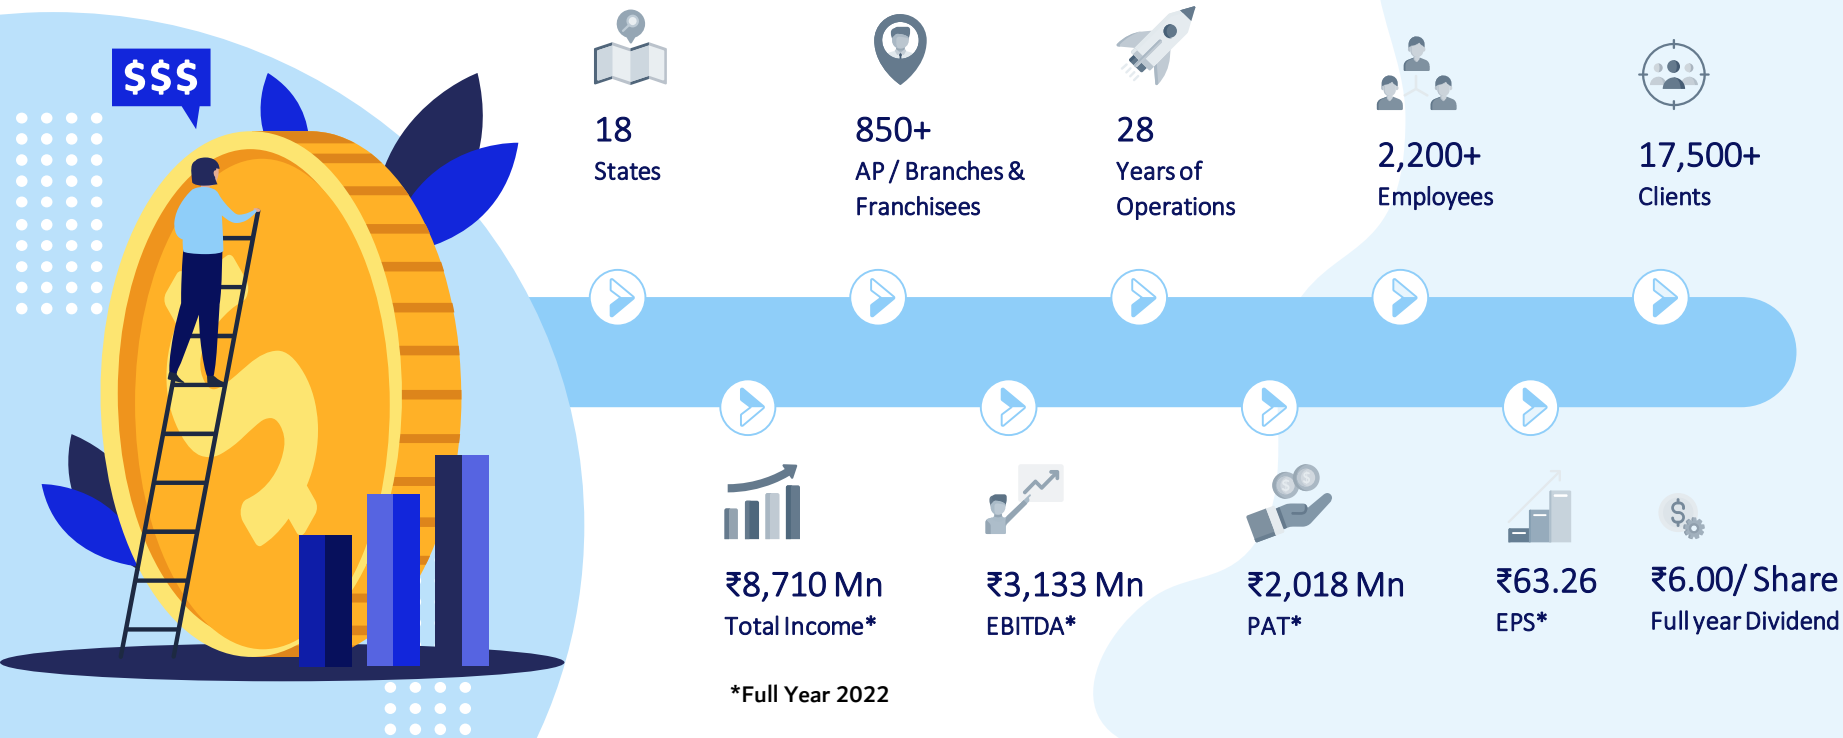 $$$
18
States
850+
AP / Branches &
Franchisees
28
Years of
Operations
2,200+
Employees
17,500+
Clients
₹8,710 Mn
Total Income*
₹3,133 Mn
EBITDA*
₹2,018 Mn
PAT*
₹63.26
EPS*
₹6.00/ Share
Full year Dividend
*Full Year 2022